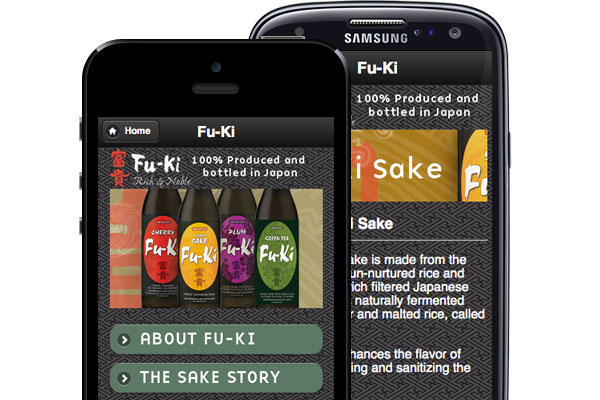 SAMSUNG
Fu-Ki
100% Produced and
bottled in Japan
ki Sake
i Sake
ake is made from the
un-nurtured rice and
ich filtered Japanese
naturally fermented
r and malted rice, called
hances the flavor of
ing and sanitizing the
Home
Fu-Ki
富貴
Fu-Ki
Rich & Noble
100% Produced and
bottled in Japan
CHERRY
Fu-Ki
SAKE
Fu-Ki
PLUM
Fu-Ki
GREEN TEA
Fu-Ki
ABOUT FU-KI
THE SAKE STORY